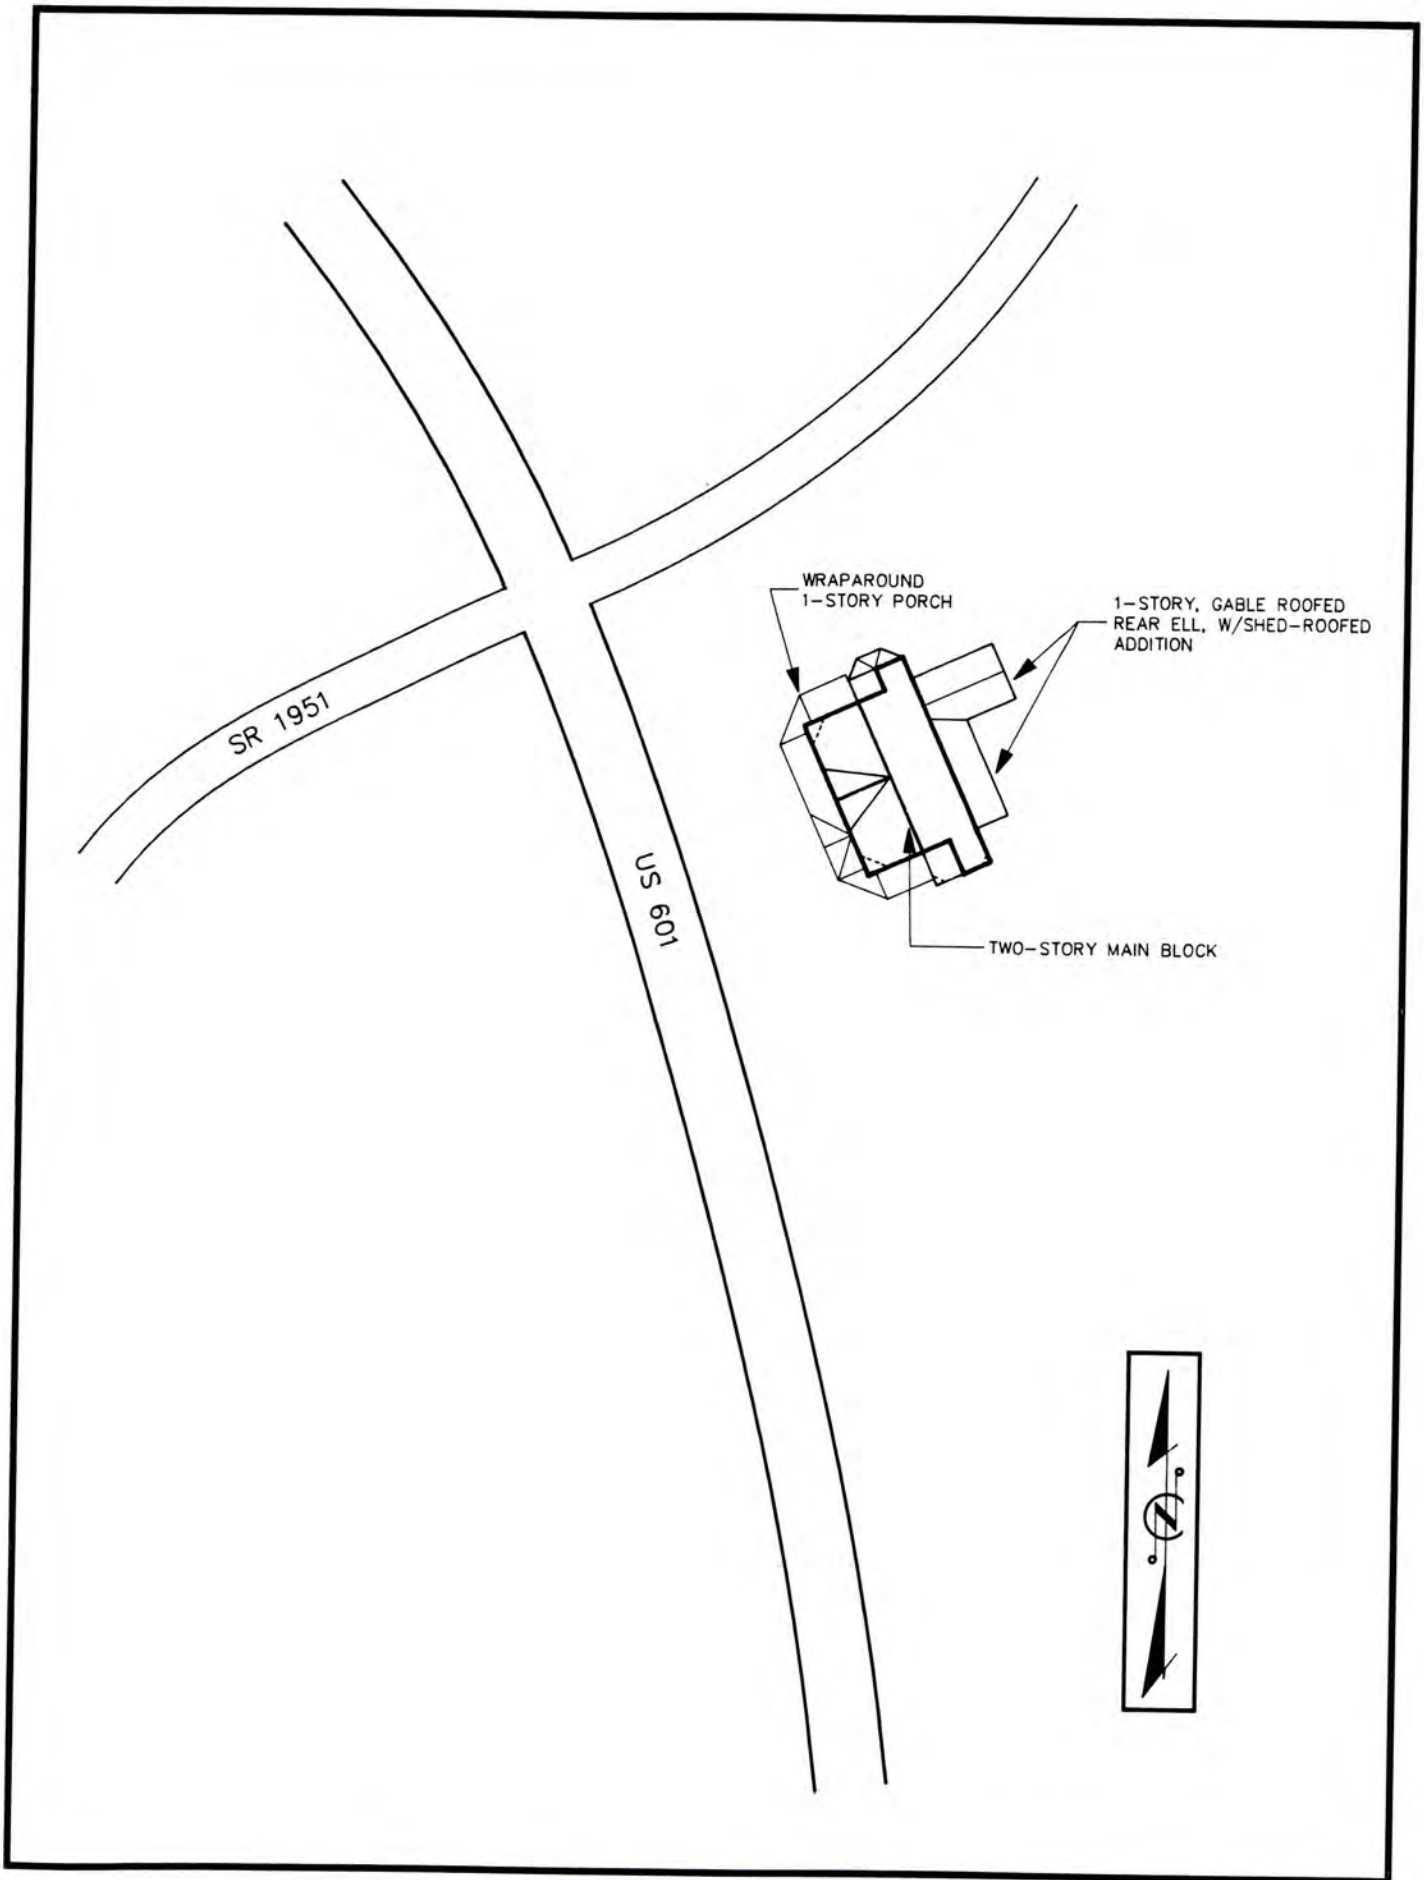 WRAPAROUND
1-STORY PORCH
1-STORY, GABLE ROOFED
REAR ELL, W/SHED-ROOFED
ADDITION
SR 1951
US 601
TWO-STORY MAIN BLOCK
N